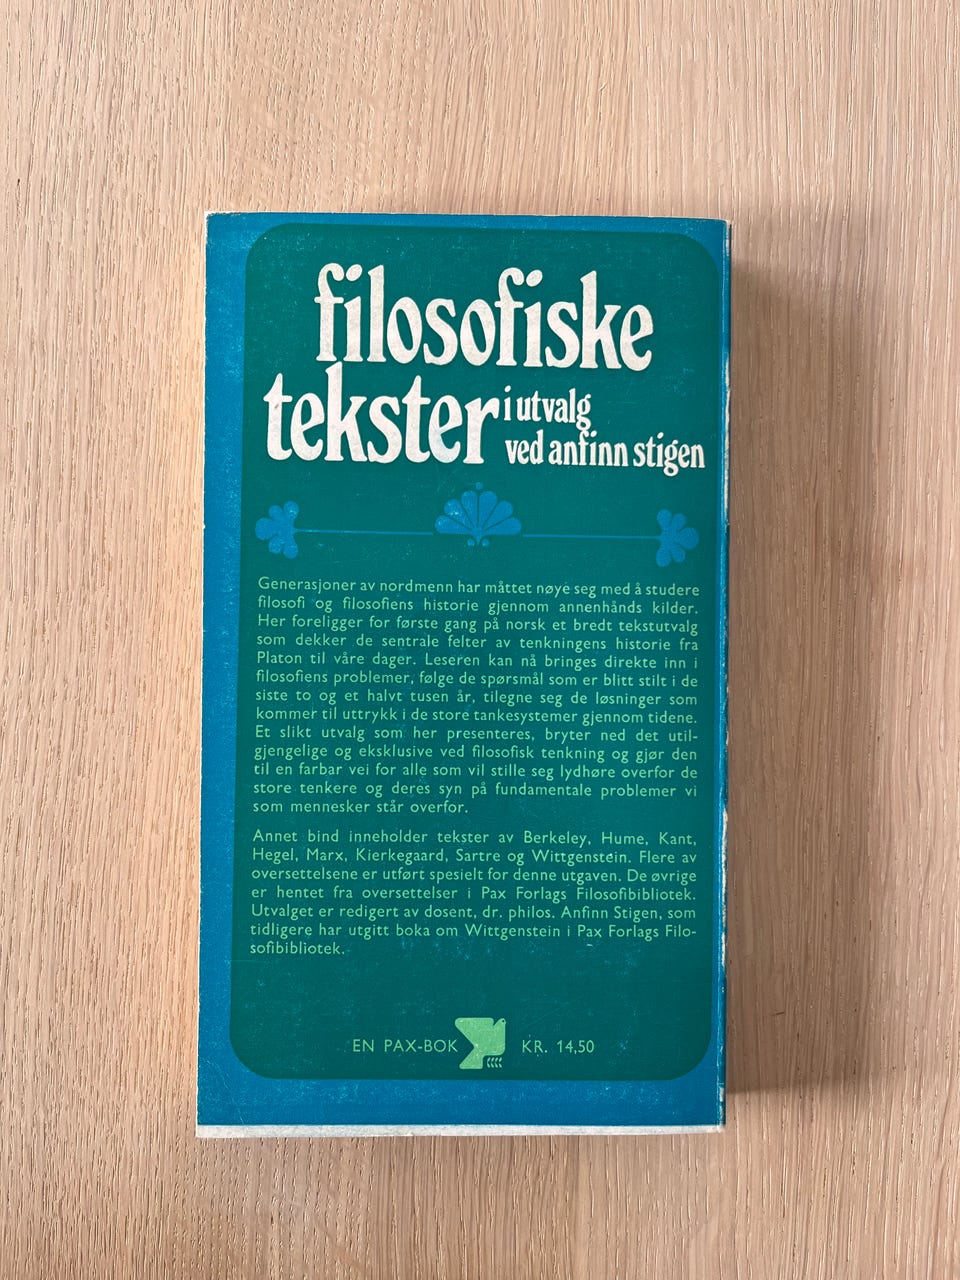 filosofiske
tekster i utvalg
ved anfinn stigen
Generasjoner av nordmenn har måttet nøye seg med å studere
filosofi og filosofiens historie gjennom annenhånds kilder.
Her foreligger for første gang på norsk et bredt tekstutvalg
som dekker de sentrale felter av tenkningens historie fra
Platon til våre dager. Leseren kan nå bringes direkte inn i
filosofiens problemer, følge de spørsmål som er blitt stilt i de
siste to og et halvt tusen år, tilegne seg de løsninger som
kommer til uttrykk i de store tankesystemer gjennom tidene.
Et slikt utvalg som her presenteres, bryter ned det util-
gjengelige og eksklusive ved filosofisk tenkning og gjør den
til en farbar vei for alle som vil stille seg lydhøre overfor de
store tenkere og deres syn på fundamentale problemer vi
som mennesker står overfor.
Annet bind inneholder tekster av Berkeley, Hume, Kant,
Hegel, Marx, Kierkegaard, Sartre og Wittgenstein. Flere av
oversettelsene er utført spesielt for denne utgaven. De øvrige
er hentet fra oversettelser i Pax Forlags Filosofibibliotek.
Utvalget er redigert av dosent, dr. philos. Anfinn Stigen, som
tidligere har utgitt boka om Wittgenstein i Pax Forlags Filo-
sofibibliotek.
EN PAX-BOK KR. 14,50